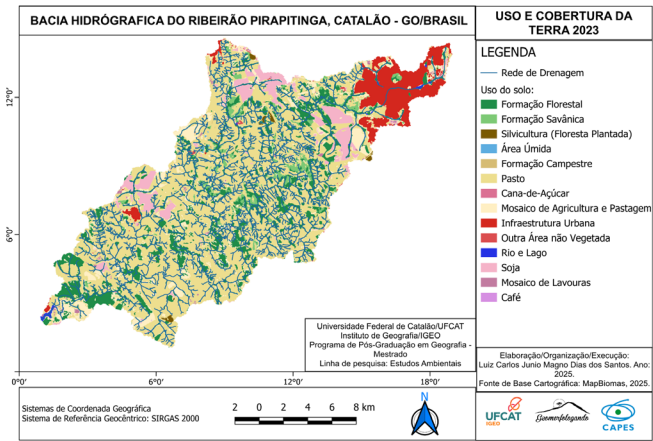 BACIA HIDRÓGRAFICA DO RIBEIRÃO PIRAPITINGA, CATALÃO - GO/BRASIL
USO E COBERTURA DA
TERRA 2023
LEGENDA
Rede de Drenagem
Uso do solo:
Formação Florestal
Formação Savânica
Silvicultura (Floresta Plantada)
Área Úmida
Formação Campestre
Pasto
Cana-de-Açúcar
Mosaico de Agricultura e Pastagem
Infraestrutura Urbana
Outra Área não Vegetada
Rio e Lago
Soja
Mosaico de Lavouras
Café
12°0'
6°0'
0°0'
6°0'
12°0'
18°0'
Universidade Federal de Catalão/UFCAT
Instituto de Geografia/IGEO
Programa de Pós-Graduação em Geografia -
Mestrado
Linha de pesquisa: Estudos Ambientais
Elaboração/Organização/Execução:
Luiz Carlos Junio Magno Dias dos Santos. Ano:
2025.
Fonte de Base Cartográfica: MapBiomas, 2025.
Sistemas de Coordenada Geográfica
Sistema de Referência Geocêntrico: SIRGAS 2000
2 0 2 4 6 8 km
N
UFCAT
IGEO
Geomorfologando
CAPES